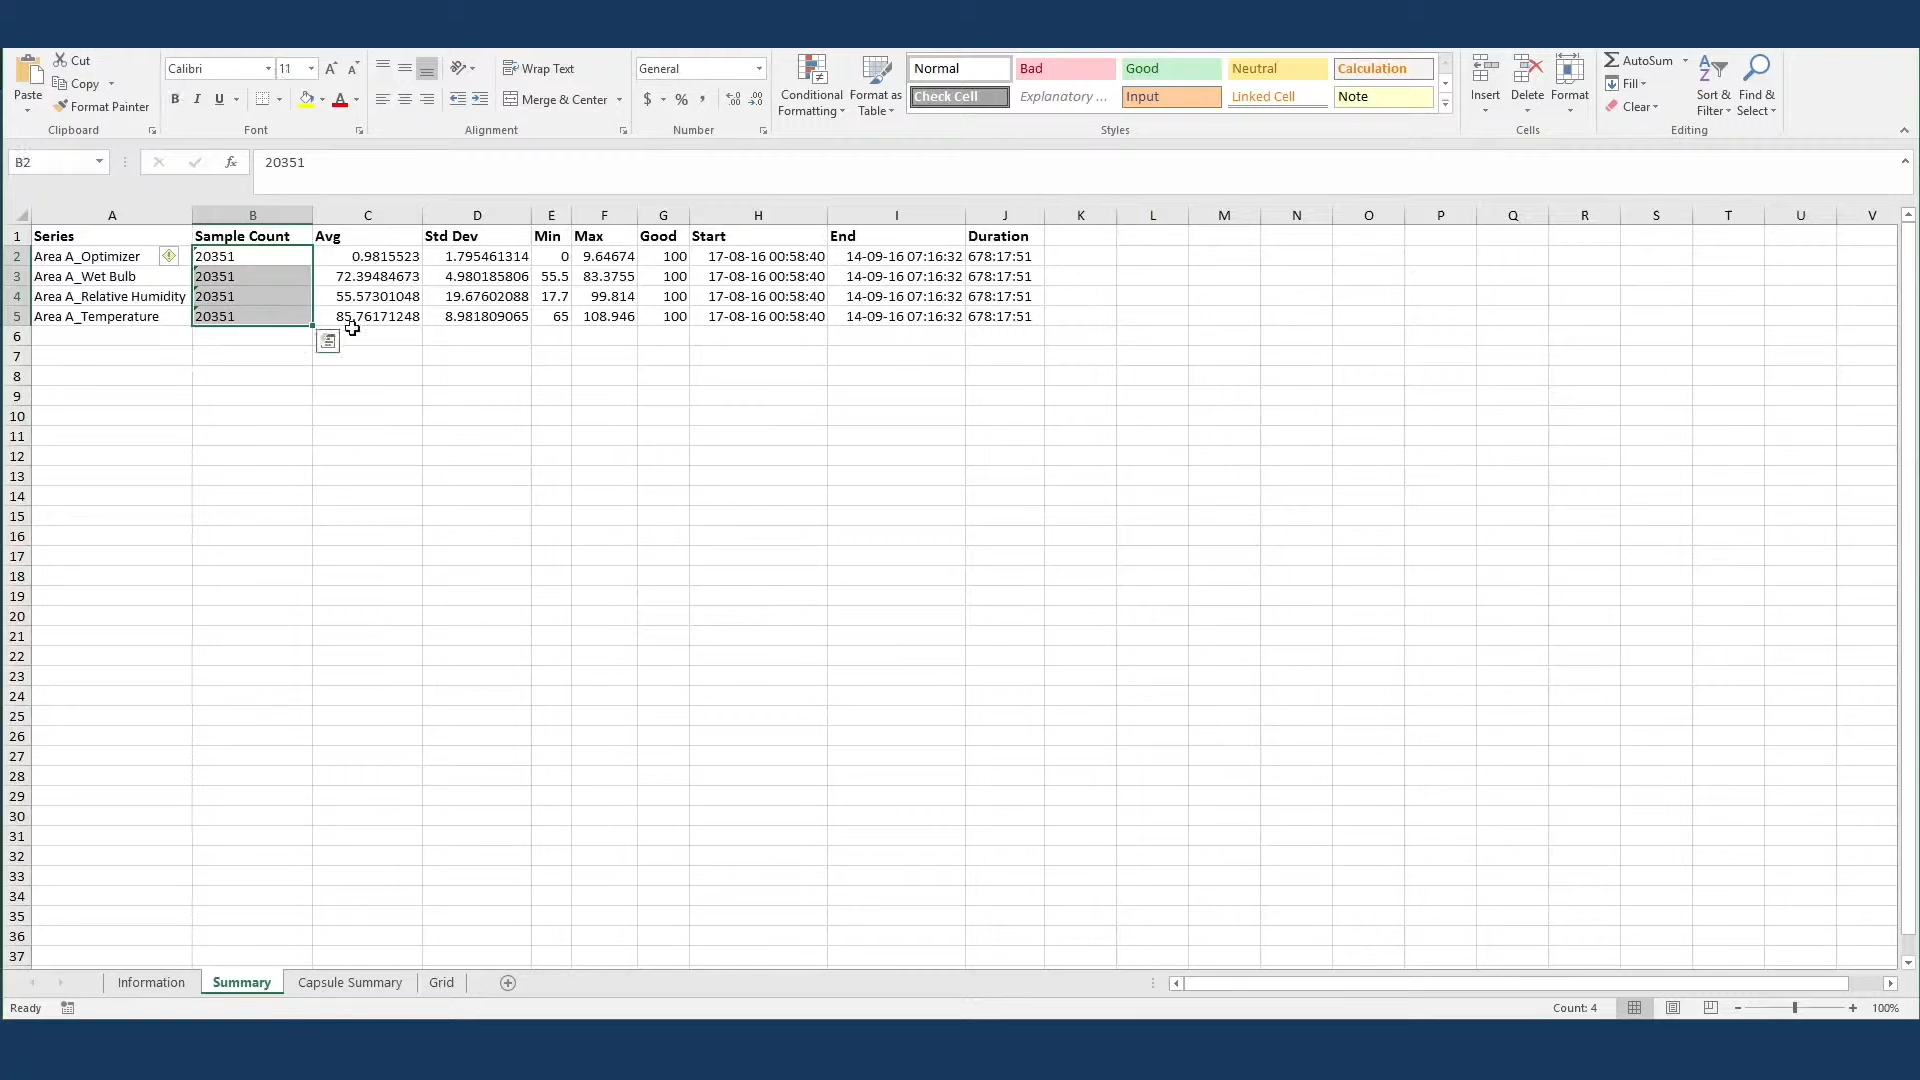 Cut
Copy
Format Painter
Paste
Clipboard
Calibri 11 A A
B I U A
Font
Wrap Text
Merge & Center
Alignment
General
$ % ,
Number
Conditional Formatting
Format as Table
Normal Bad Good Neutral Calculation
Check Cell Explanatory ... Input Linked Cell Note
Styles
Insert Delete Format
Cells
AutoSum
Fill
Clear
Sort & Filter
Find & Select
Editing
B2 fx 20351
A B C D E F G H I J K L M N O P Q R S T U V
1 Series Sample Count Avg Std Dev Min Max Good Start End Duration
2 Area A_Optimizer 20351 0.9815523 1.795461314 0 9.64674 100 17-08-16 00:58:40 14-09-16 07:16:32 678:17:51
3 Area A_Wet Bulb 20351 72.39484673 4.980185806 55.5 83.3755 100 17-08-16 00:58:40 14-09-16 07:16:32 678:17:51
4 Area A_Relative Humidity 20351 55.57301048 19.67602088 17.7 99.814 100 17-08-16 00:58:40 14-09-16 07:16:32 678:17:51
5 Area A_Temperature 20351 85.76171248 8.981809065 65 108.946 100 17-08-16 00:58:40 14-09-16 07:16:32 678:17:51
6
7
8
9
10
11
12
13
14
15
16
17
18
19
20
21
22
23
24
25
26
27
28
29
30
31
32
33
34
35
36
37
Information Summary Capsule Summary Grid
Ready Count: 4 100%